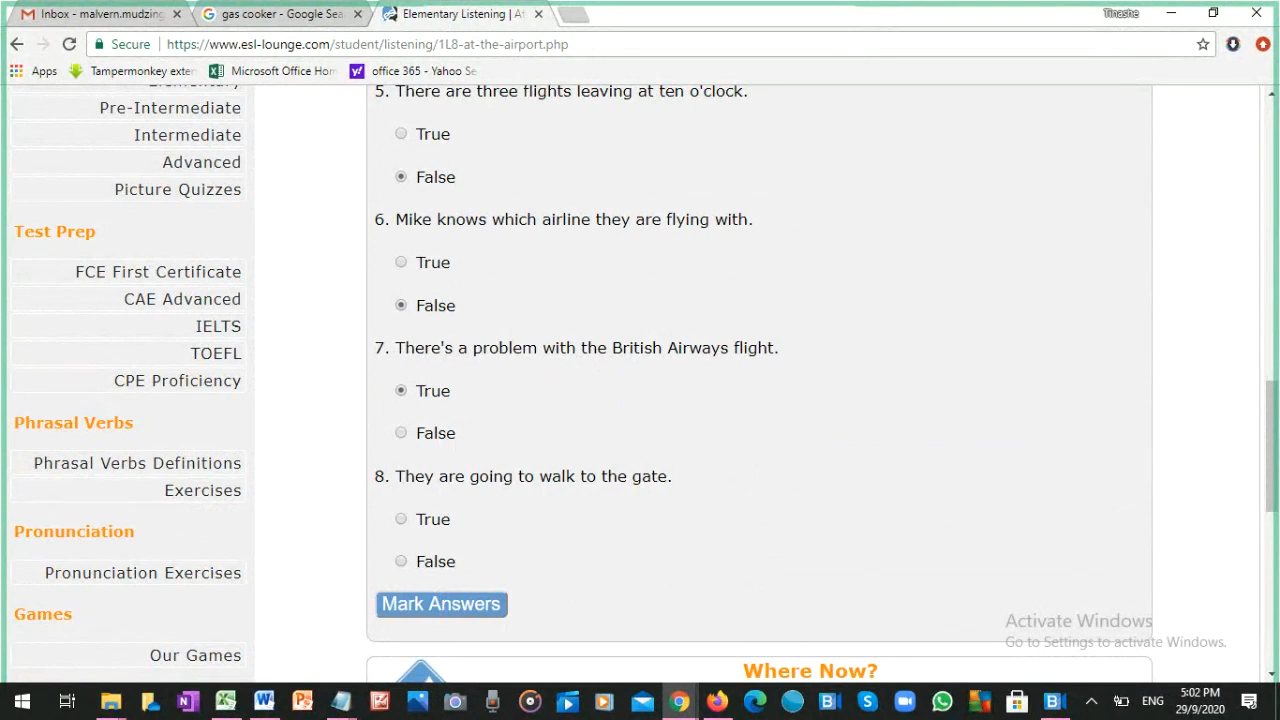 Inbox - malvern.mudzing
gas cooker - Google Sea
Elementary Listening | At
Tinashe
Secure
https://www.esl-lounge.com/student/listening/1L8-at-the-airport.php
Apps
Tampermonkey exten
Microsoft Office Hom
office 365 - Yahoo Se
Elementary
Pre-Intermediate
Intermediate
Advanced
Picture Quizzes
Test Prep
FCE First Certificate
CAE Advanced
IELTS
TOEFL
CPE Proficiency
Phrasal Verbs
Phrasal Verbs Definitions
Exercises
Pronunciation
Pronunciation Exercises
Games
Our Games
5. There are three flights leaving at ten o'clock.
True
False
6. Mike knows which airline they are flying with.
True
False
7. There's a problem with the British Airways flight.
True
False
8. They are going to walk to the gate.
True
False
Mark Answers
Where Now?
Activate Windows
Go to Settings to activate Windows.
ENG
5:02 PM
29/9/2020